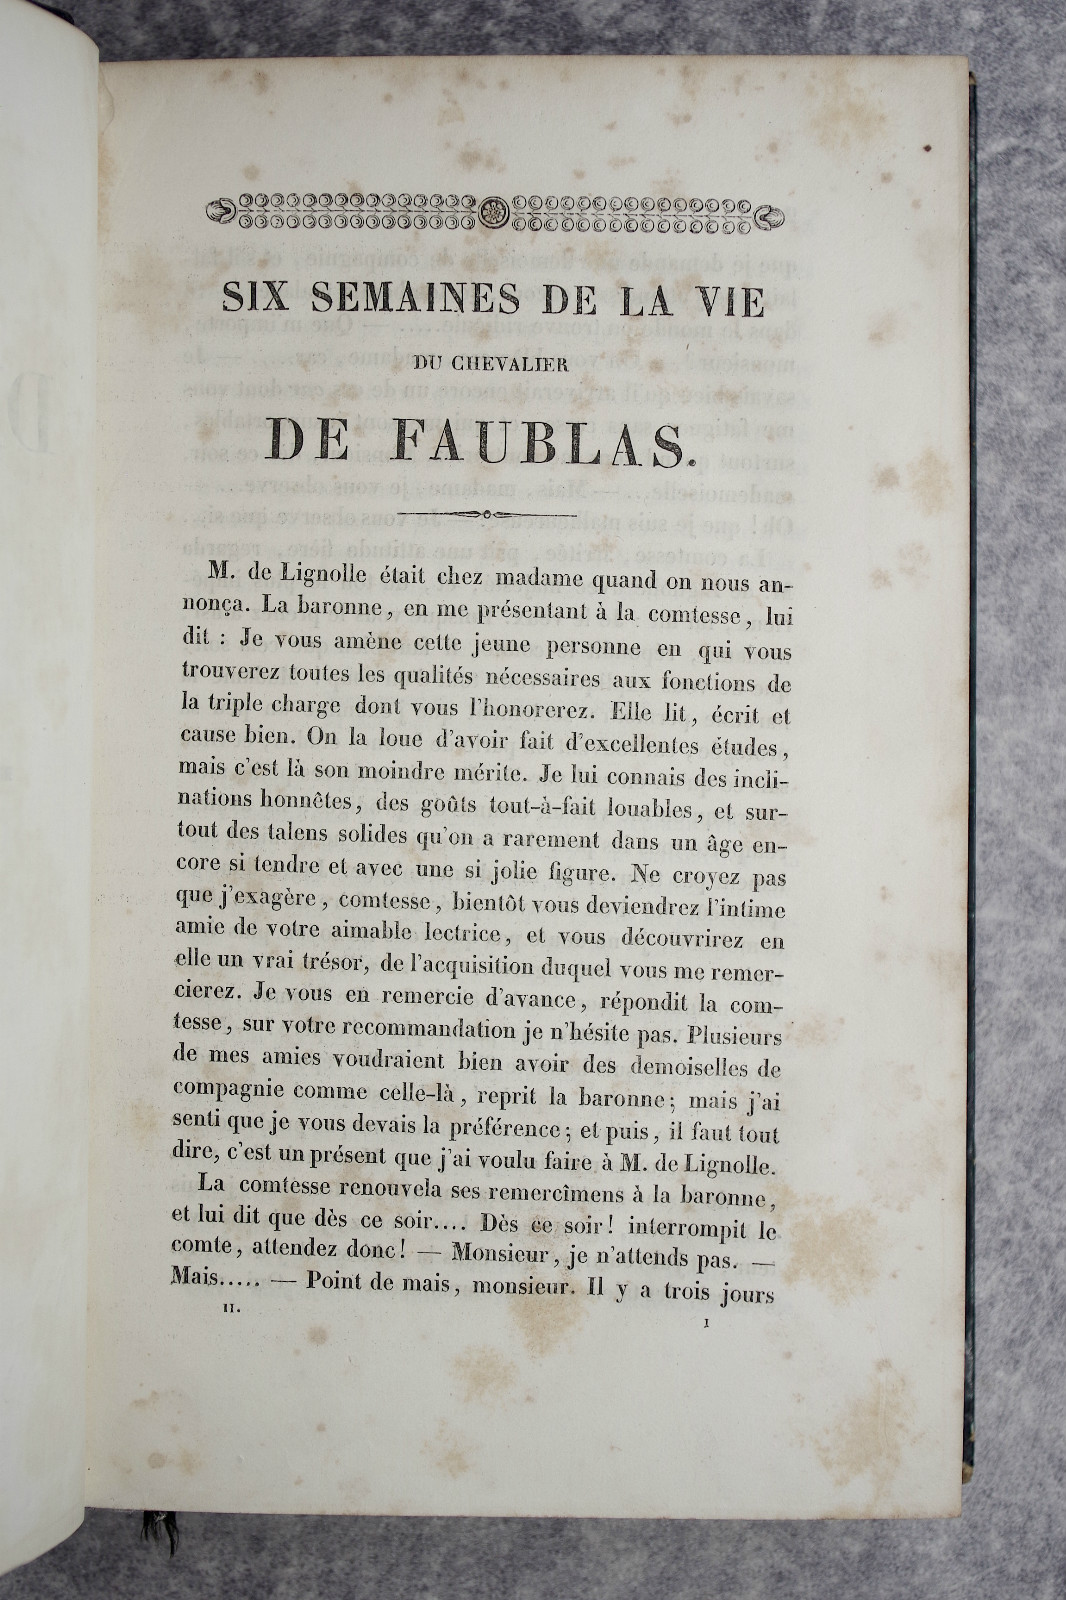 SIX SEMAINES DE LA VIE
DU CHEVALIER
DE FAUBLAS.
M. de Lignolle était chez madame quand on nous an-
nonça. La baronne, en me présentant à la comtesse, lui
dit : Je vous amène cette jeune personne en qui vous
trouverez toutes les qualités nécessaires aux fonctions de
la triple charge dont vous l'honorerez. Elle lit, écrit et
cause bien. On la loue d'avoir fait d'excellentes études,
mais c'est là son moindre mérite. Je lui connais des incli-
nations honnêtes, des goûts tout-à-fait louables, et sur-
tout des talens solides qu'on a rarement dans un âge en-
core si tendre et avec une si jolie figure. Ne croyez pas
que j'exagère, comtesse, bientôt vous deviendrez l'intime
amie de votre aimable lectrice, et vous découvrirez en
elle un vrai trésor, de l'acquisition duquel vous me remer-
cierez. Je vous en remercie d'avance, répondit la com-
tesse, sur votre recommandation je n'hésite pas. Plusieurs
de mes amies voudraient bien avoir des demoiselles de
compagnie comme celle-là, reprit la baronne; mais j'ai
senti que je vous devais la préférence; et puis, il faut tout
dire, c'est un présent que j'ai voulu faire à M. de Lignolle.
La comtesse renouvela ses remercîmens à la baronne,
et lui dit que dès ce soir.... Dès ce soir! interrompit le
comte, attendez donc! — Monsieur, je n'attends pas. —
Mais..... — Point de mais, monsieur. Il y a trois jours
II. 1